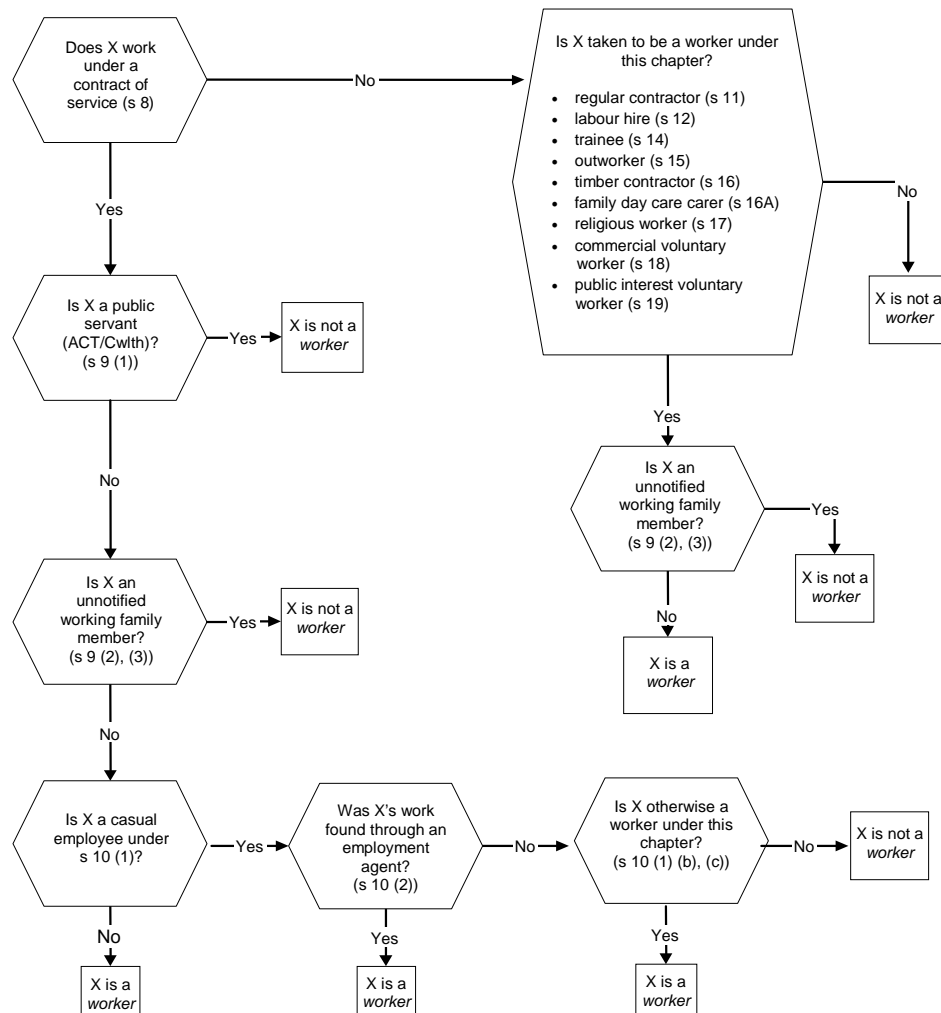 Does X work
under a
contract of
service (s 8)
No
Is X taken to be a worker under
this chapter?
• regular contractor (s 11)
• labour hire (s 12)
• trainee (s 14)
• outworker (s 15)
• timber contractor (s 16)
• family day care carer (s 16A)
• religious worker (s 17)
• commercial voluntary
worker (s 18)
• public interest voluntary
worker (s 19)
No
X is not a
worker
Yes
Is X a public
servant
(ACT/Cwlth)?
(s 9 (1))
Yes
X is not a
worker
Yes
Is X an
unnotified
working family
member?
(s 9 (2), (3))
Yes
X is not a
worker
No
X is a
worker
No
Is X an
unnotified
working family
member?
(s 9 (2), (3))
Yes
X is not a
worker
No
Is X a casual
employee under
s 10 (1)?
Yes
Was X's work
found through an
employment
agent?
(s 10 (2))
No
Is X otherwise a
worker under this
chapter?
(s 10 (1) (b), (c))
No
X is not a
worker
No
X is a
worker
Yes
X is a
worker
Yes
X is a
worker